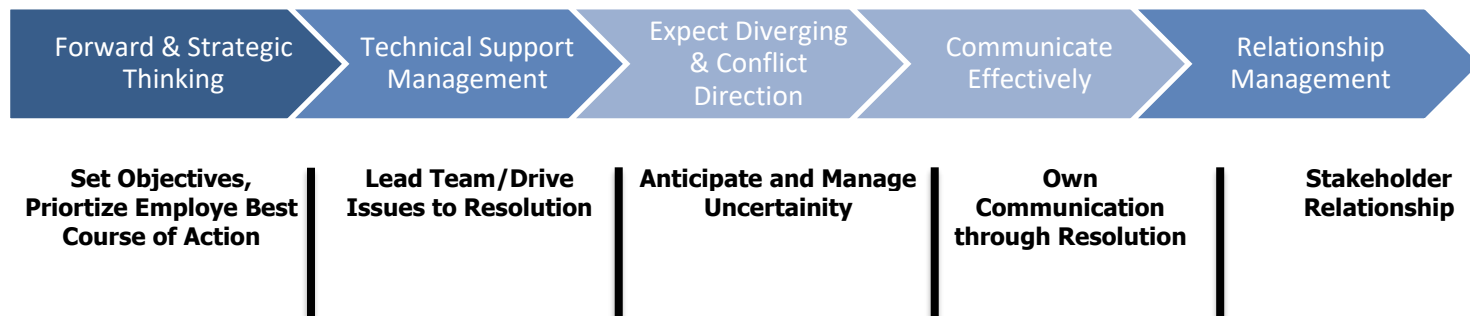 Forward & Strategic
Thinking
Technical Support
Management
Expect Diverging
& Conflict
Direction
Communicate
Effectively
Relationship
Management
Set Objectives,
Priortize Employe Best
Course of Action
Lead Team/Drive
Issues to Resolution
Anticipate and Manage
Uncertainity
Own
Communication
through Resolution
Stakeholder
Relationship